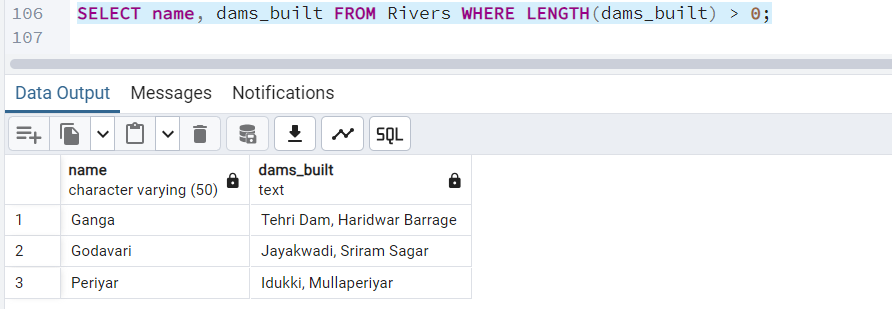 106 SELECT name, dams_built FROM Rivers WHERE LENGTH(dams_built) > 0;
107
Data Output Messages Notifications
SQL
name dams_built
character varying (50) text
1 Ganga Tehri Dam, Haridwar Barrage
2 Godavari Jayakwadi, Sriram Sagar
3 Periyar Idukki, Mullaperiyar